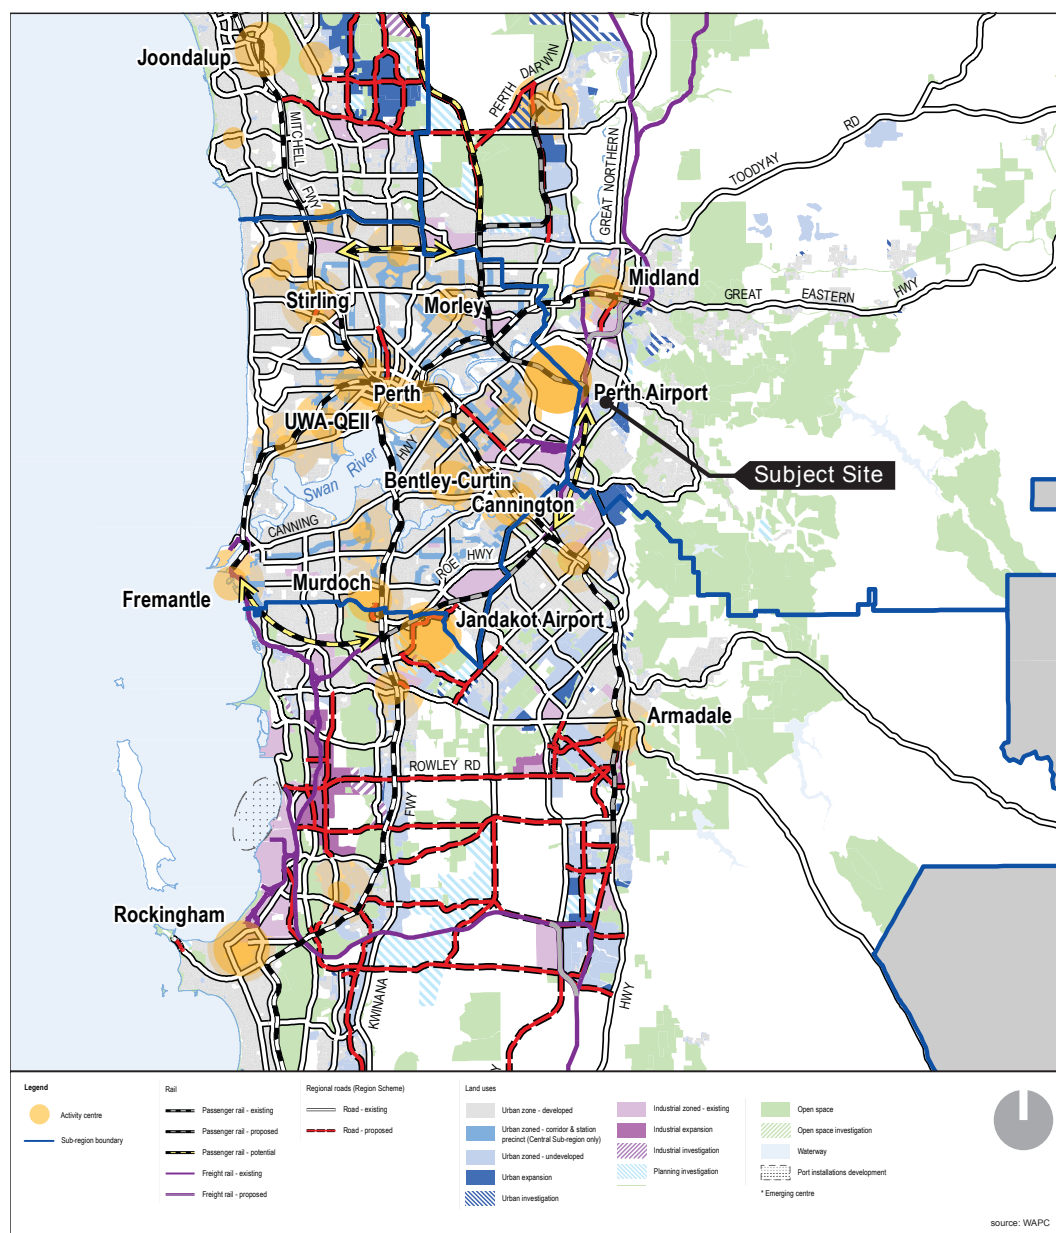 Joondalup
PERTH DARWIN
MITCHELL
FWY
GREAT NORTHERN
TOODYAY
RD
Midland
GREAT EASTERN HWY
Stirling
Morley
Perth
Perth Airport
UWA-QEII
HWY
Swan River
Subject Site
Bentley-Curtin
Cannington
CANNING
ROE HWY
Murdoch
Fremantle
Jandakot Airport
Armadale
ROWLEY RD
FWY
Rockingham
KWINANA
HWY
Legend
Activity centre
Sub-region boundary
Rail
Passenger rail - existing
Passenger rail - proposed
Passenger rail - potential
Freight rail - existing
Freight rail - proposed
Regional roads (Region Scheme)
Road - existing
Road - proposed
Land uses
Urban zone - developed
Urban zoned - corridor & station
precinct (Central Sub-region only)
Urban zoned - undeveloped
Urban expansion
Urban investigation
Industrial zoned - existing
Industrial expansion
Industrial investigation
Planning investigation
Open space
Open space investigation
Waterway
Port installations development
* Emerging centre
source: WAPC